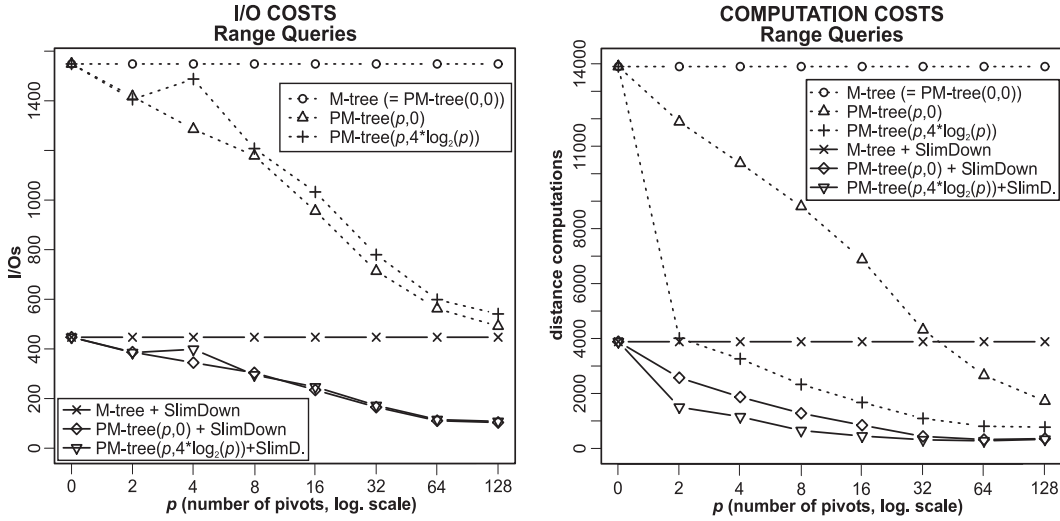 I/O COSTS
Range Queries
I/Os
0 200 400 600 800 1000 1400
M-tree (= PM-tree(0,0))
PM-tree(p,0)
PM-tree(p,4*log₂(p))
M-tree + SlimDown
PM-tree(p,0) + SlimDown
PM-tree(p,4*log₂(p))+SlimD.
0 2 4 8 16 32 64 128
p (number of pivots, log. scale)
COMPUTATION COSTS
Range Queries
distance computations
0 2000 4000 6000 8000 11000 14000
M-tree (= PM-tree(0,0))
PM-tree(p,0)
PM-tree(p,4*log₂(p))
M-tree + SlimDown
PM-tree(p,0) + SlimDown
PM-tree(p,4*log₂(p))+SlimD.
0 2 4 8 16 32 64 128
p (number of pivots, log. scale)